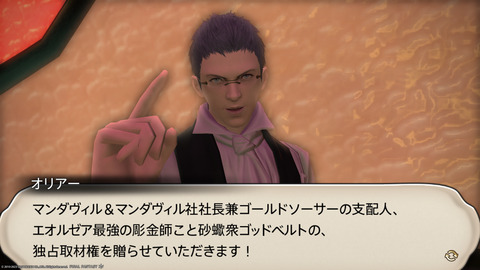 オリアー
マンダヴィル&マンダヴィル社社長兼ゴールドソーサーの支配人、
エオルゼア最強の彫金師こと砂蠍衆ゴッドベルトの、
独占取材権を贈らせていただきます!